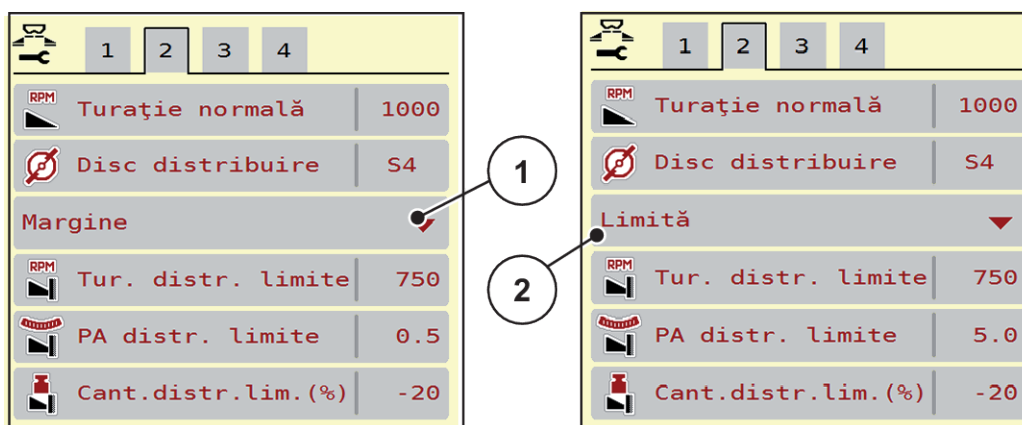 1 2 3 4
RPM Turaţie normală 1000
Disc distribuire S4
Margine
RPM Tur. distr. limite 750
PA distr. limite 0.5
Cant.distr.lim.(%) -20
1
2
1 2 3 4
RPM Turaţie normală 1000
Disc distribuire S4
Limită
RPM Tur. distr. limite 750
PA distr. limite 5.0
Cant.distr.lim.(%) -20